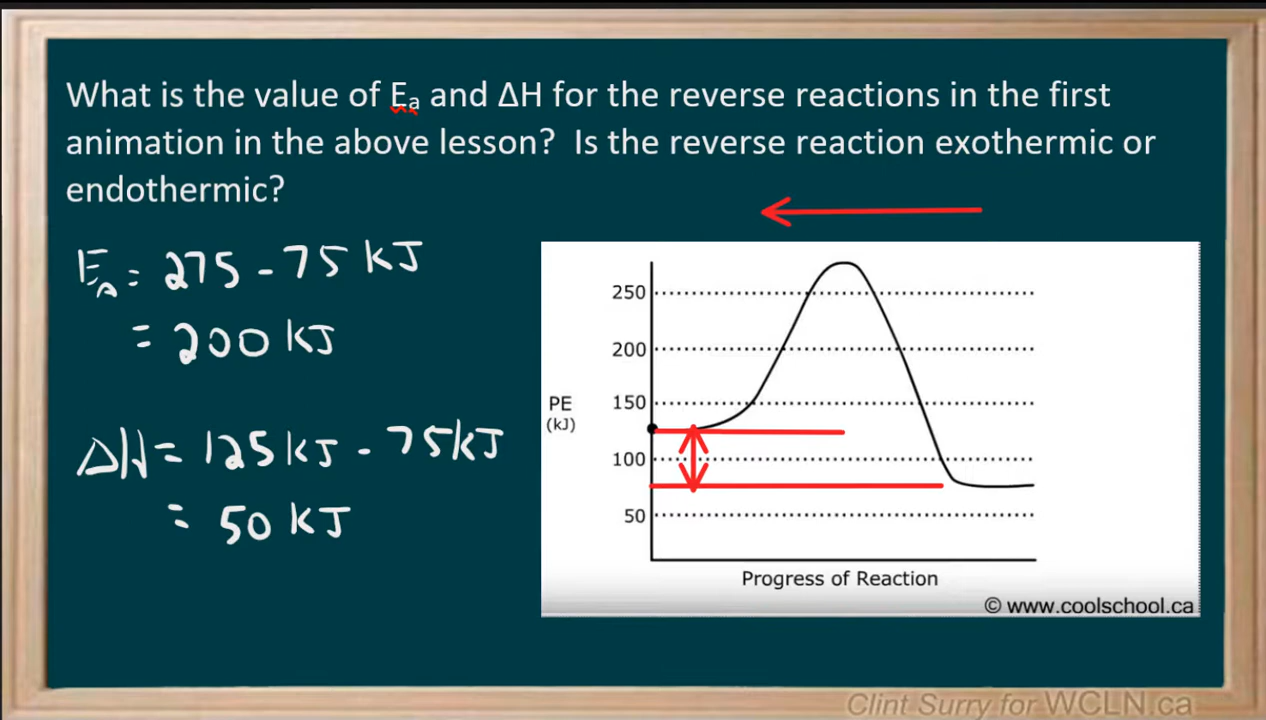 What is the value of Ea and ΔH for the reverse reactions in the first
animation in the above lesson? Is the reverse reaction exothermic or
endothermic?
EA = 275 - 75 kJ
= 200 kJ
ΔH = 125 kJ - 75 kJ
= 50 kJ
250
200
PE
(kJ)
150
100
50
Progress of Reaction
© www.coolschool.ca
Clint Surry for WCLN.ca